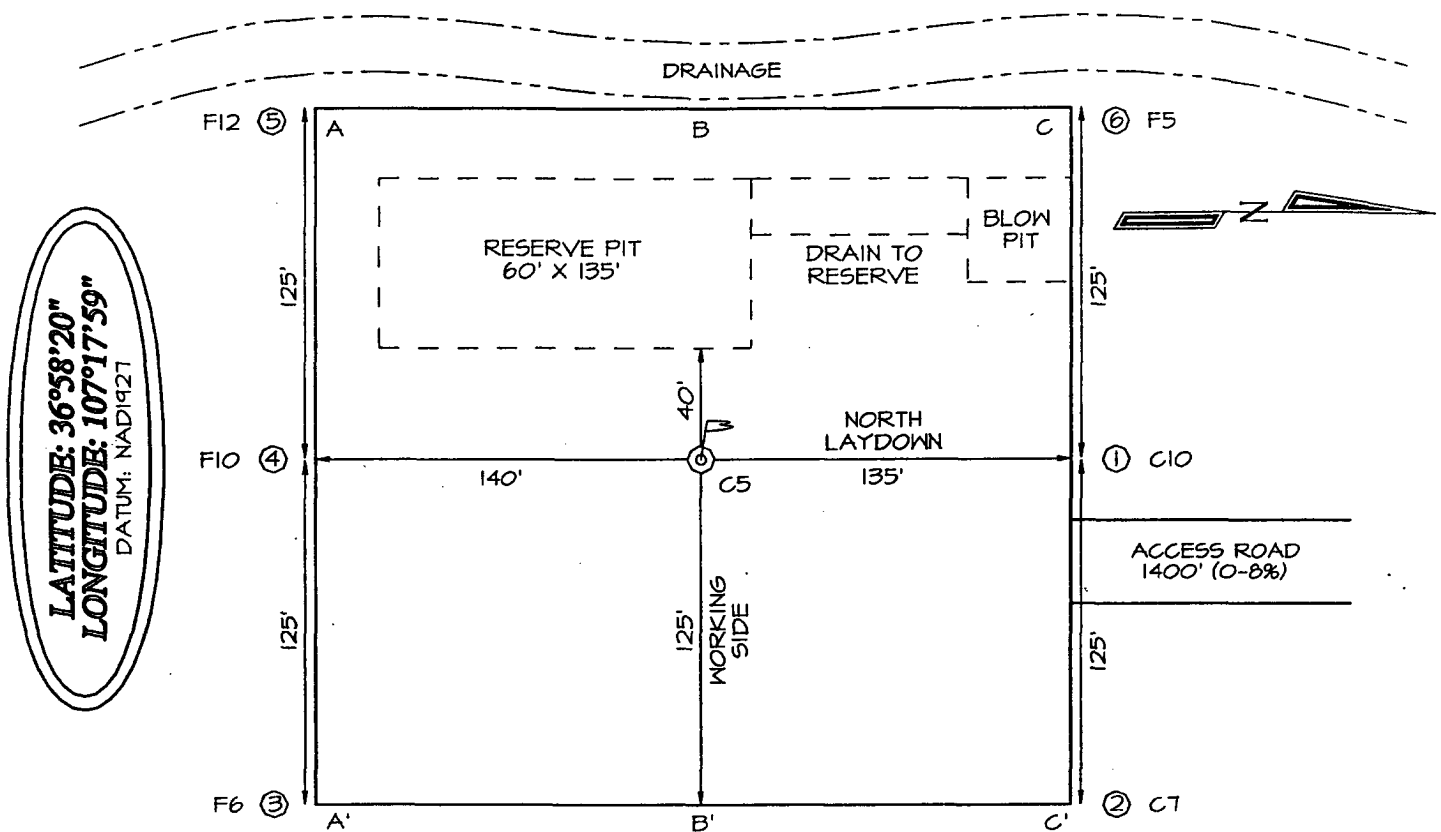 DRAINAGE
F12 ⑤
A
B
C
⑥ F5
RESERVE PIT
60' X 135'
DRAIN TO
RESERVE
BLOW
PIT
N
125'
125'
LATITUDE: 36°58'20"
LONGITUDE: 107°17'59"
DATUM: NAD1927
40'
NORTH
LAYDOWN
F10 ④
140'
C5
135'
① C10
ACCESS ROAD
1400' (0-8%)
125'
125'
WORKING
SIDE
125'
F6 ③
A'
B'
C'
② C7